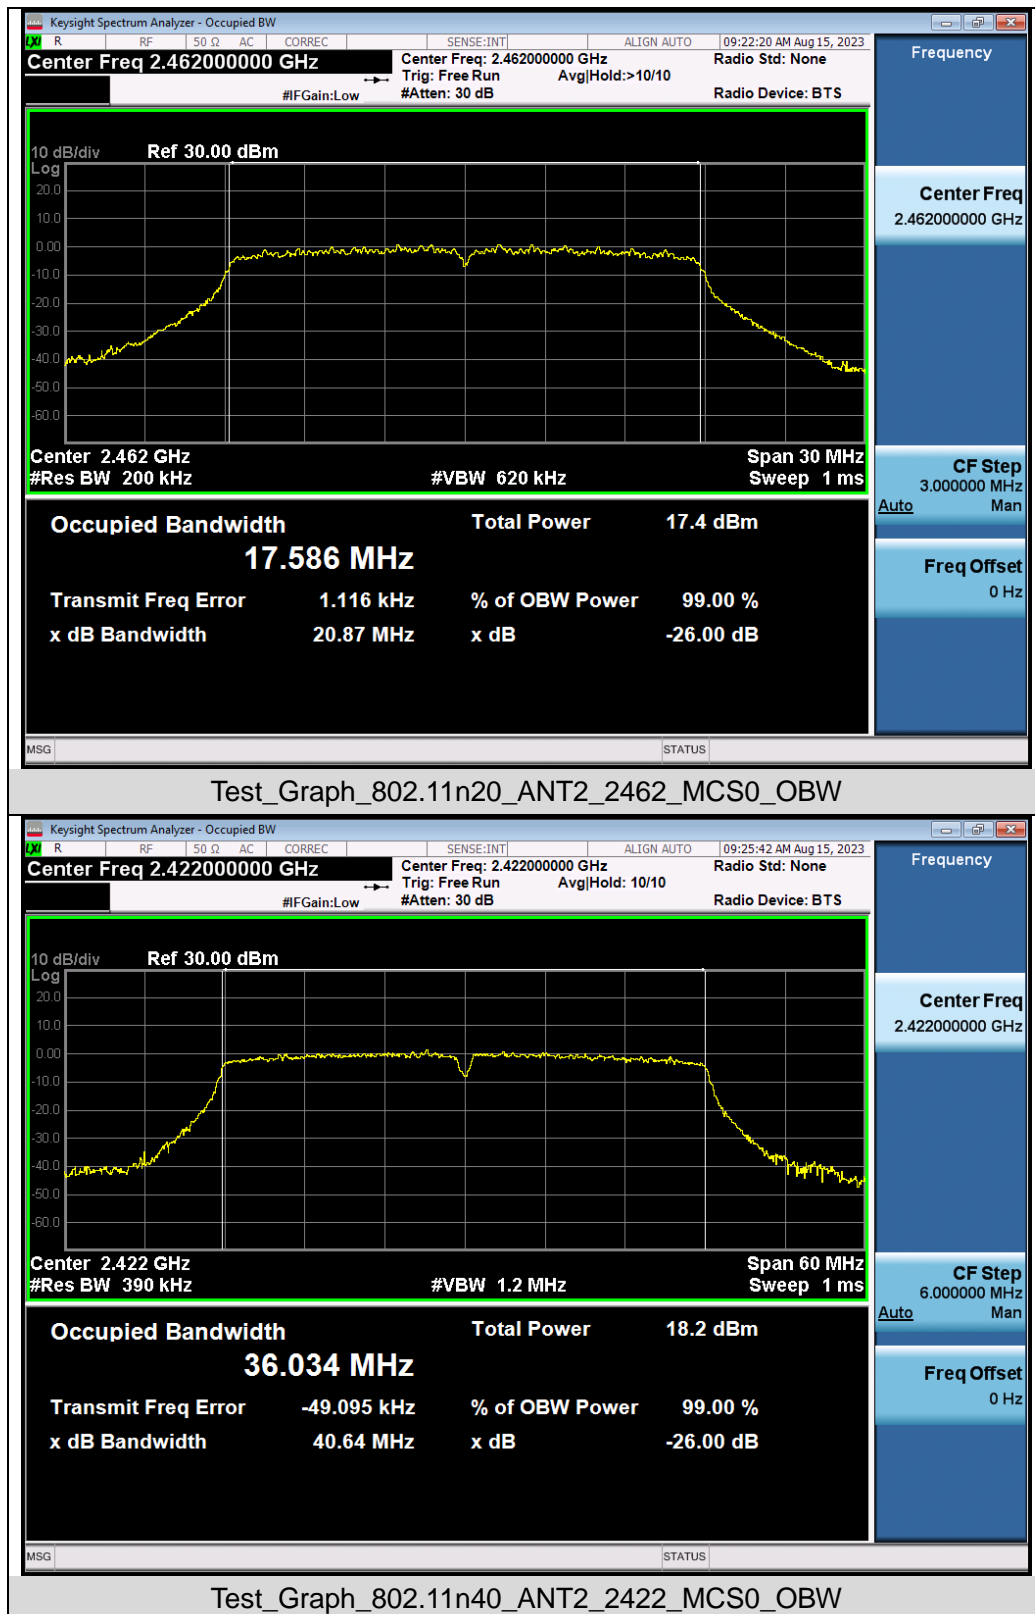 Keysight Spectrum Analyzer - Occupied BW
LXI R RF 50 Ω AC CORREC SENSE:INT ALIGN AUTO 09:22:20 AM Aug 15, 2023
Center Freq 2.462000000 GHz
Center Freq: 2.462000000 GHz
Radio Std: None
Trig: Free Run Avg|Hold:>10/10
#IFGain:Low
#Atten: 30 dB
Radio Device: BTS
Frequency
10 dB/div Ref 30.00 dBm
Log
20.0
10.0
0.00
-10.0
-20.0
-30.0
-40.0
-50.0
-60.0
Center Freq
2.462000000 GHz
Center 2.462 GHz
Span 30 MHz
#Res BW 200 kHz
#VBW 620 kHz
Sweep 1 ms
CF Step
3.000000 MHz
Auto Man
Freq Offset
0 Hz
Occupied Bandwidth
Total Power 17.4 dBm
17.586 MHz
Transmit Freq Error 1.116 kHz % of OBW Power 99.00 %
x dB Bandwidth 20.87 MHz x dB -26.00 dB
MSG STATUS
Test_Graph_802.11n20_ANT2_2462_MCS0_OBW
Keysight Spectrum Analyzer - Occupied BW
LXI R RF 50 Ω AC CORREC SENSE:INT ALIGN AUTO 09:25:42 AM Aug 15, 2023
Center Freq 2.422000000 GHz
Center Freq: 2.422000000 GHz
Radio Std: None
Trig: Free Run Avg|Hold: 10/10
#IFGain:Low
#Atten: 30 dB
Radio Device: BTS
Frequency
10 dB/div Ref 30.00 dBm
Log
20.0
10.0
0.00
-10.0
-20.0
-30.0
-40.0
-50.0
-60.0
Center Freq
2.422000000 GHz
Center 2.422 GHz
Span 60 MHz
#Res BW 390 kHz
#VBW 1.2 MHz
Sweep 1 ms
CF Step
6.000000 MHz
Auto Man
Freq Offset
0 Hz
Occupied Bandwidth
Total Power 18.2 dBm
36.034 MHz
Transmit Freq Error -49.095 kHz % of OBW Power 99.00 %
x dB Bandwidth 40.64 MHz x dB -26.00 dB
MSG STATUS
Test_Graph_802.11n40_ANT2_2422_MCS0_OBW